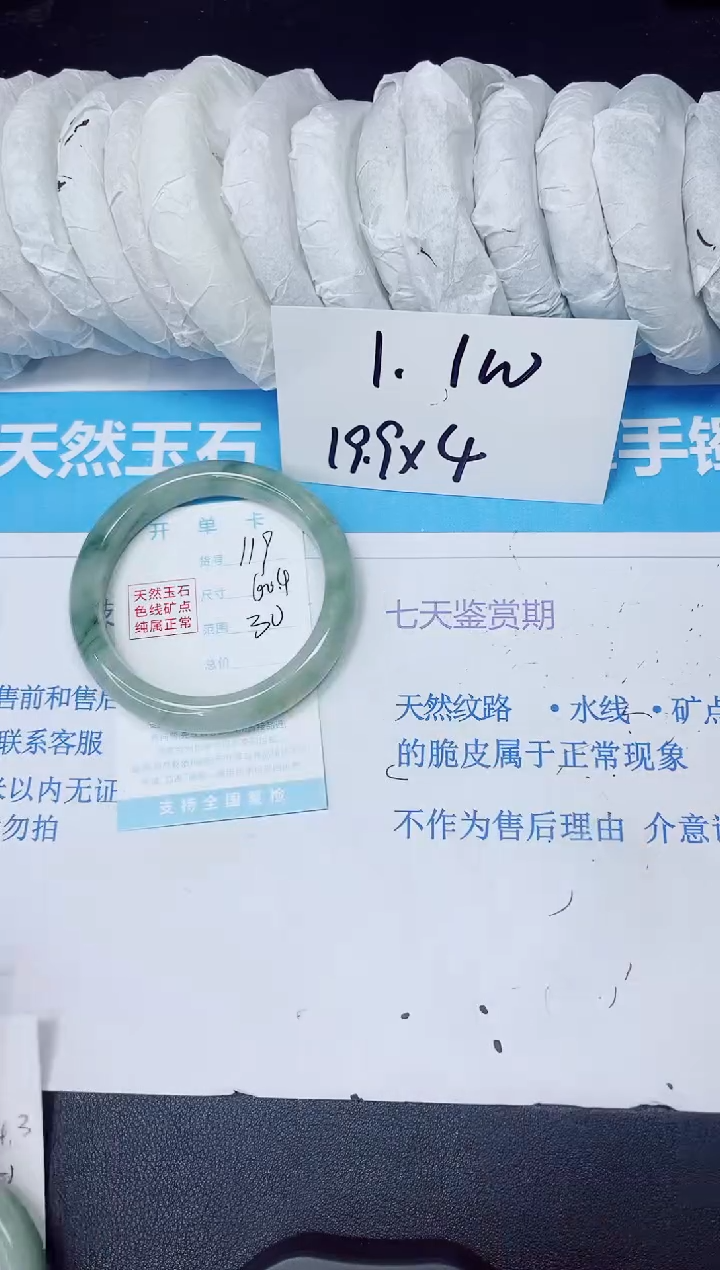 1.1w
19.9x4
天然玉石
手镯
开单卡
货号 119
尺寸 60.4
范围 30
总价
天然玉石
色线矿点
纯属正常
支持全国复检
七天鉴赏期
天然纹路 ·水线 ·矿点
的脆皮属于正常现象
不作为售后理由 介意
售前和售后
联系客服
米以内无证
勿拍